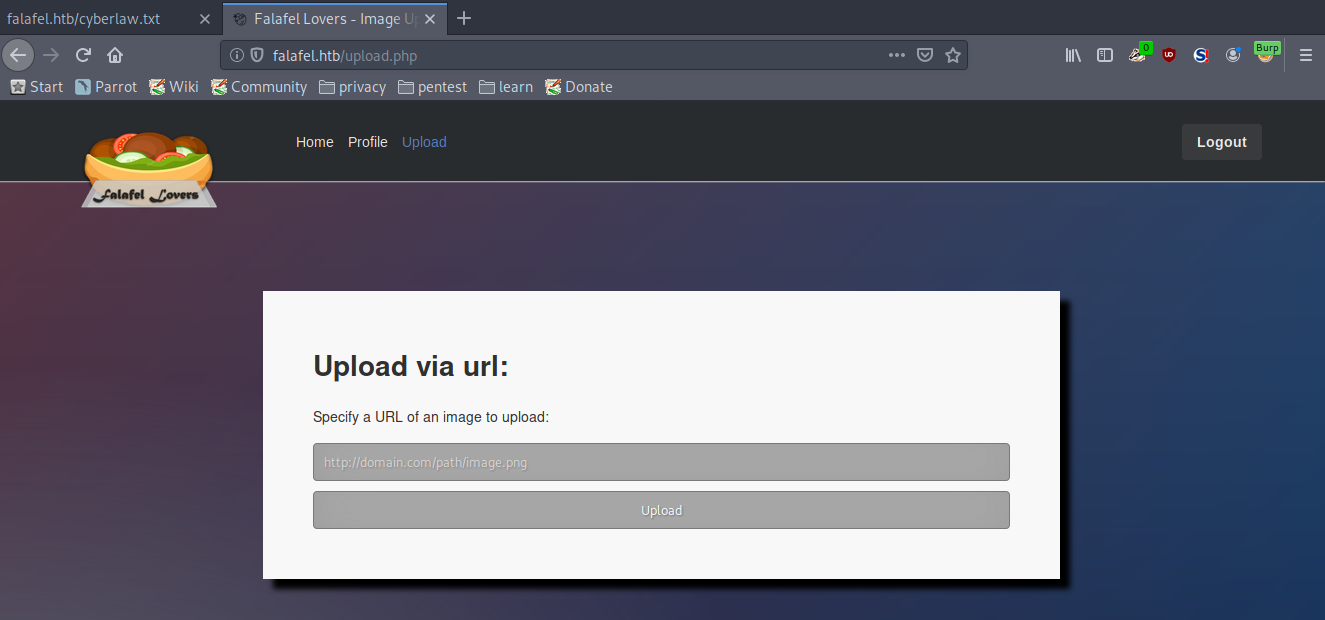 falafel.htb/cyberlaw.txt
Falafel Lovers - Image Up
falafel.htb/upload.php
0
UD
S
Burp
Start Parrot Wiki Community privacy pentest learn Donate
Home Profile Upload
Logout
Falafel Lovers
Upload via url:
Specify a URL of an image to upload:
http://domain.com/path/image.png
Upload